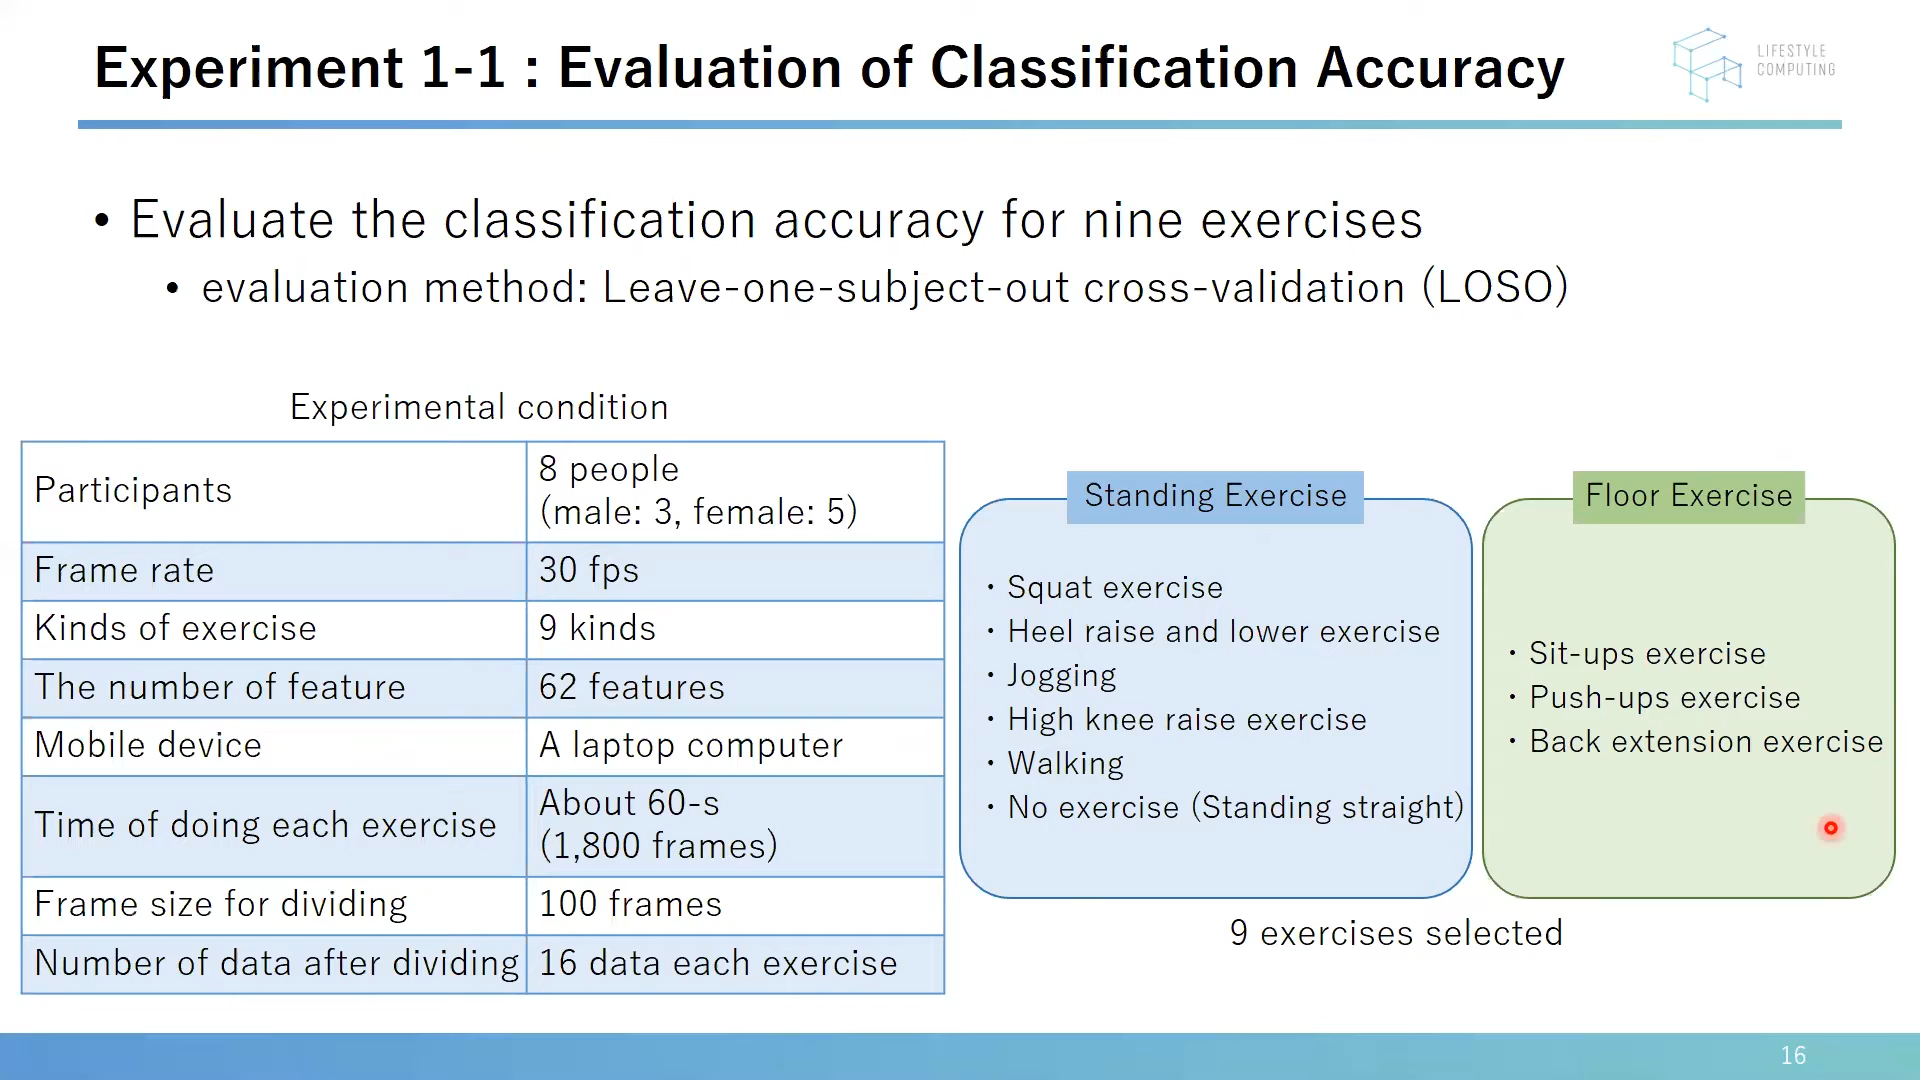 Experiment 1-1 : Evaluation of Classification Accuracy
LIFESTYLE
COMPUTING
• Evaluate the classification accuracy for nine exercises
• evaluation method: Leave-one-subject-out cross-validation (LOSO)
Experimental condition
Participants
8 people
(male: 3, female: 5)
Frame rate
30 fps
Kinds of exercise
9 kinds
The number of feature
62 features
Mobile device
A laptop computer
Time of doing each exercise
About 60-s
(1,800 frames)
Frame size for dividing
100 frames
Number of data after dividing
16 data each exercise
Standing Exercise
・Squat exercise
・Heel raise and lower exercise
・Jogging
・High knee raise exercise
・Walking
・No exercise (Standing straight)
Floor Exercise
・Sit-ups exercise
・Push-ups exercise
・Back extension exercise
9 exercises selected
16